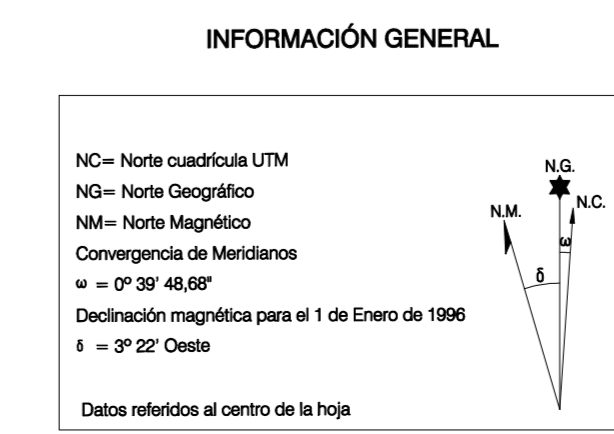 INFORMACIÓN GENERAL
NC= Norte cuadrícula UTM
NG= Norte Geográfico
NM= Norte Magnético
Convergencia de Meridianos
ω = 0º 39' 48,68"
Declinación magnética para el 1 de Enero de 1996
δ = 3º 22' Oeste
Datos referidos al centro de la hoja
N.G.
N.C.
N.M.
ω
δ